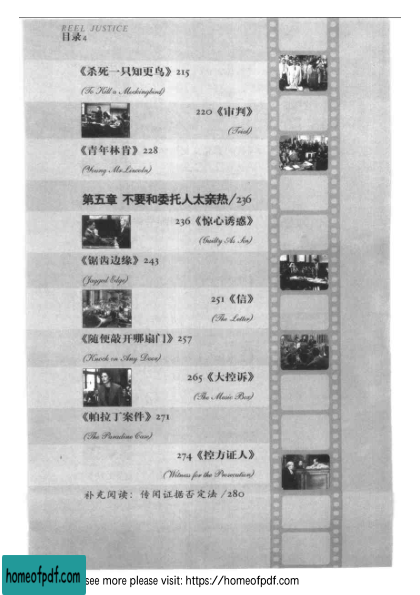 REEL JUSTICE
目录4
《杀死一只知更鸟》215
(To Kill a Mockingbird)
220《审判》
(Trial)
《青年林肯》228
(Young Mr. Lincoln)
第五章 不要和委托人太亲热/236
236《惊心诱惑》
(Guilty As Sin)
《锯齿边缘》243
(Jagged Edge)
251《信》
(The Letter)
《随便敲开哪扇门》257
(Knock on Any Door)
265《大控诉》
(The Music Box)
《帕拉丁案件》271
(The Paradine Case)
274《控方证人》
(Witness for the Prosecution)
补充阅读：传闻证据否定法 /280
homeofpdf.com
see more please visit: https://homeofpdf.com